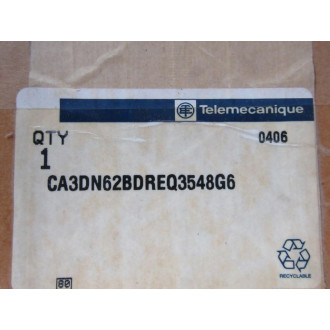 Telemecanique
QTY
0406
1
CA3DN62BDREQ3548G6
RECYCLABLE
80